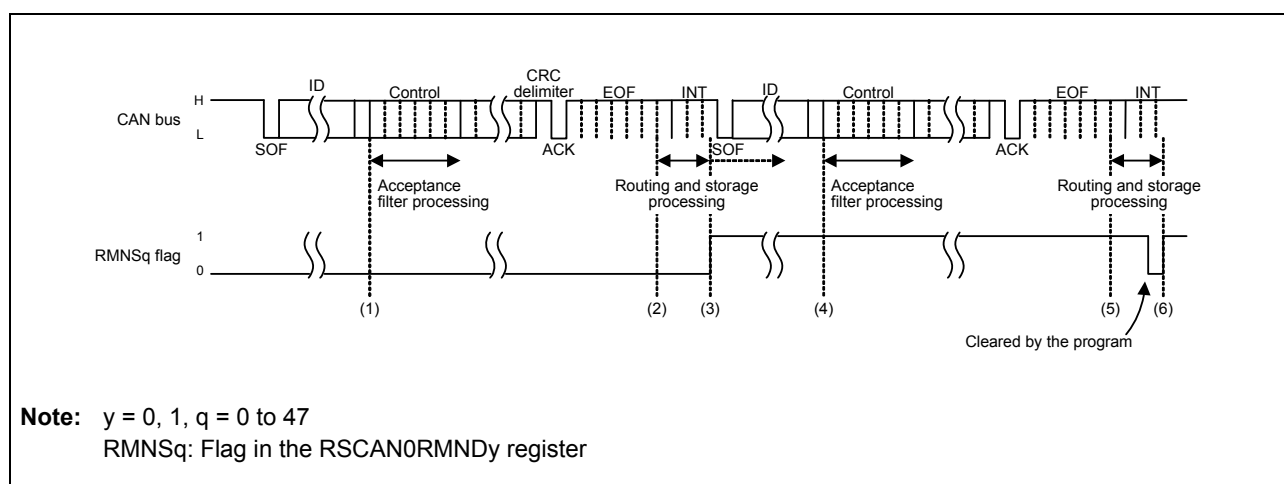 CRC
ID Control delimiter EOF INT ID Control EOF INT
H
CAN bus
L
SOF ACK SOF ACK
Acceptance filter processing
Routing and storage processing
Acceptance filter processing
Routing and storage processing
1
RMNSq flag
0
(1) (2) (3) (4) (5) (6)
Cleared by the program
Note: y = 0, 1, q = 0 to 47
RMNSq: Flag in the RSCAN0RMNDy register